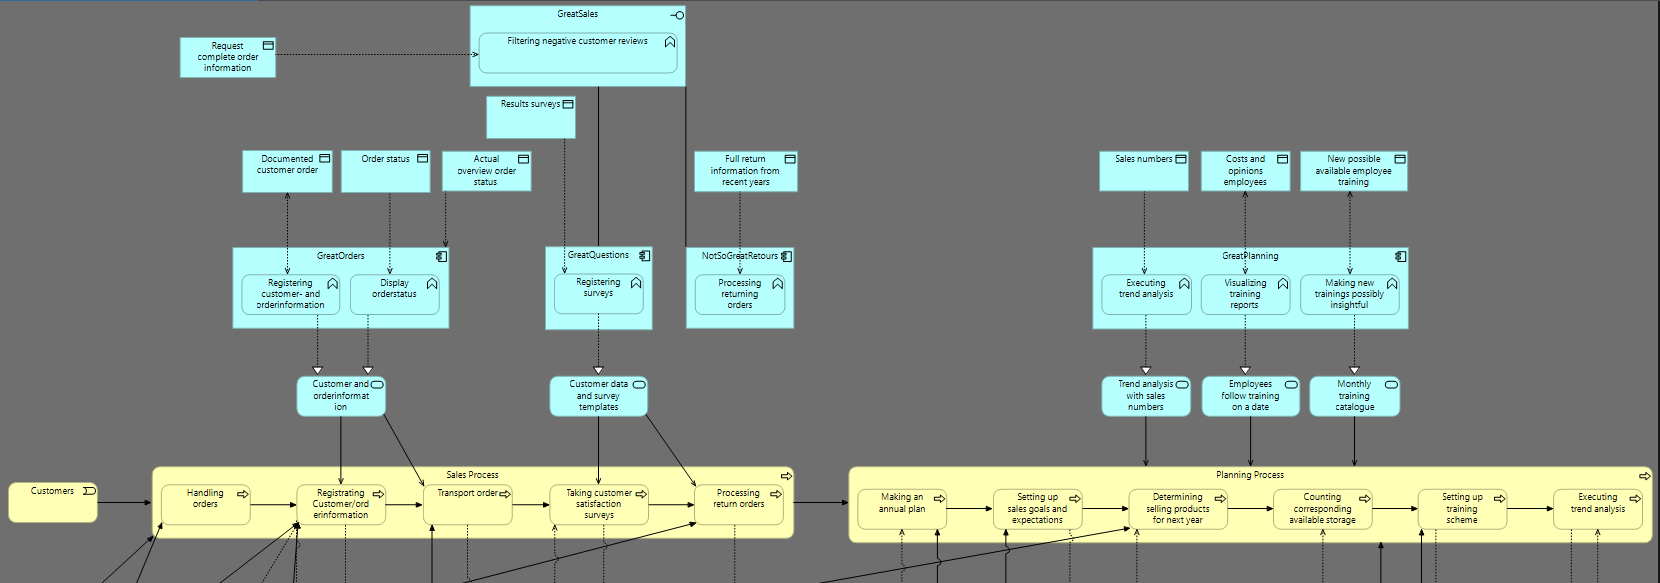 GreatSales
Filtering negative customer reviews
Request
complete order
information
Results surveys
Documented
customer order
Order status
Actual
overview order
status
Full return
information from
recent years
Sales numbers
Costs and
opinions
employees
New possible
available employee
training
GreatOrders
Registering
customer- and
orderinformation
Display
orderstatus
GreatQuestions
Registering
surveys
NotSoGreatRetours
Processing
returning
orders
GreatPlanning
Executing
trend analysis
Visualizing
training
reports
Making new
trainings possibly
insightful
Customer and
orderinformat
ion
Customer data
and survey
templates
Trend analysis
with sales
numbers
Employees
follow training
on a date
Monthly
training
catalogue
Customers
Sales Process
Handling
orders
Registrating
Customer/ord
erinformation
Transport order
Taking customer
satisfaction
surveys
Processing
return orders
Planning Process
Making an
annual plan
Setting up
sales goals and
expectations
Determining
selling products
for next year
Counting
corresponding
available storage
Setting up
training
scheme
Executing
trend analysis